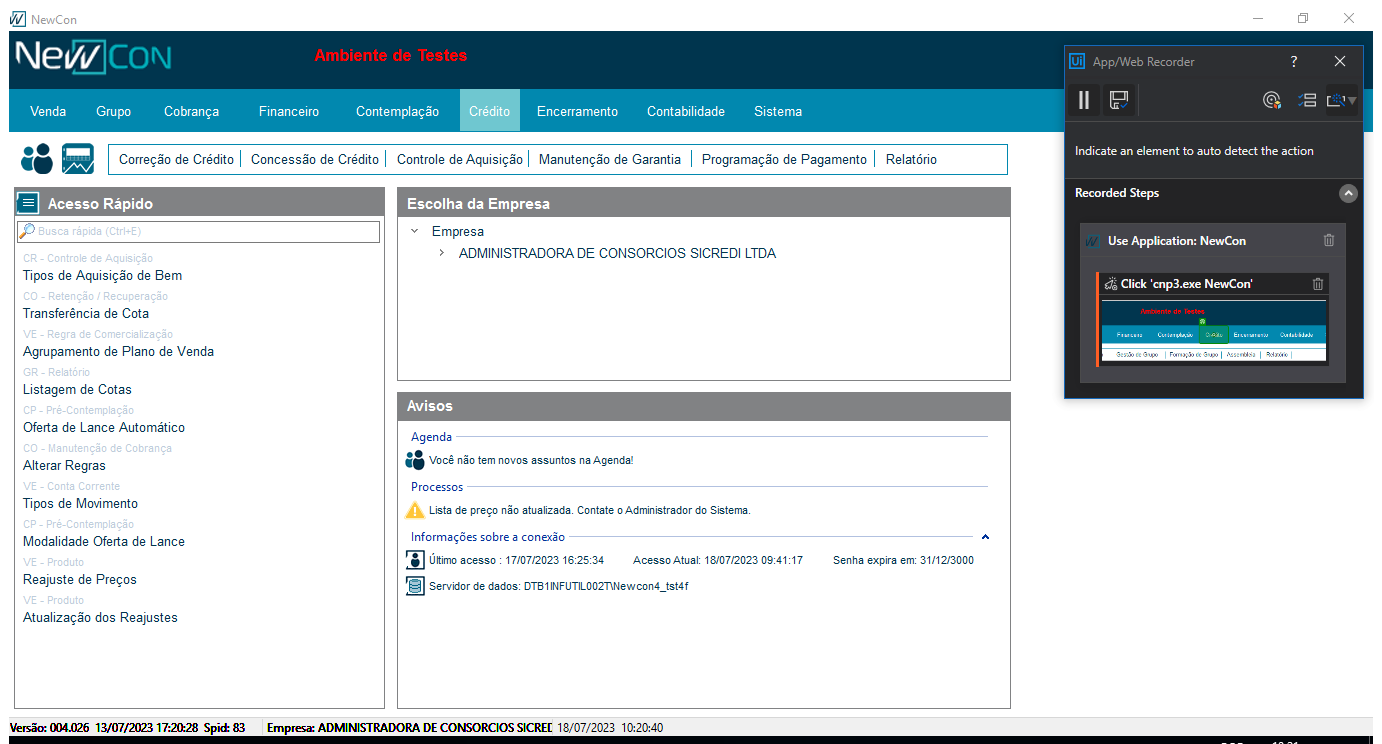 NewCon
NewCon
Ambiente de Testes
Venda Grupo Cobrança Financeiro Contemplação Crédito Encerramento Contabilidade Sistema
Correção de Crédito Concessão de Crédito Controle de Aquisição Manutenção de Garantia Programação de Pagamento Relatório
Acesso Rápido
Busca rápida (Ctrl+E)
CR - Controle de Aquisição
Tipos de Aquisição de Bem
CO - Retenção / Recuperação
Transferência de Cota
VE - Regra de Comercialização
Agrupamento de Plano de Venda
GR - Relatório
Listagem de Cotas
CP - Pré-Contemplação
Oferta de Lance Automático
CO - Manutenção de Cobrança
Alterar Regras
VE - Conta Corrente
Tipos de Movimento
CP - Pré-Contemplação
Modalidade Oferta de Lance
VE - Produto
Reajuste de Preços
VE - Produto
Atualização dos Reajustes
Escolha da Empresa
Empresa
ADMINISTRADORA DE CONSORCIOS SICREDI LTDA
Avisos
Agenda
Você não tem novos assuntos na Agenda!
Processos
Lista de preço não atualizada. Contate o Administrador do Sistema.
Informações sobre a conexão
Último acesso : 17/07/2023 16:25:34 Acesso Atual: 18/07/2023 09:41:17 Senha expira em: 31/12/3000
Servidor de dados: DTB1INFUTIL002T\Newcon4_tst4f
Ui App/Web Recorder ?
Indicate an element to auto detect the action
Recorded Steps
Use Application: NewCon
Click 'cnp3.exe NewCon'
Ambiente de Testes
Financeiro Contemplação Crédito Encerramento Contabilidade
Gestão de Grupo | Formação de Grupo | Assembleia | Relatório |
Versão: 004.026 13/07/2023 17:20:28 Spid: 83 Empresa: ADMINISTRADORA DE CONSORCIOS SICREL 18/07/2023 10:20:40